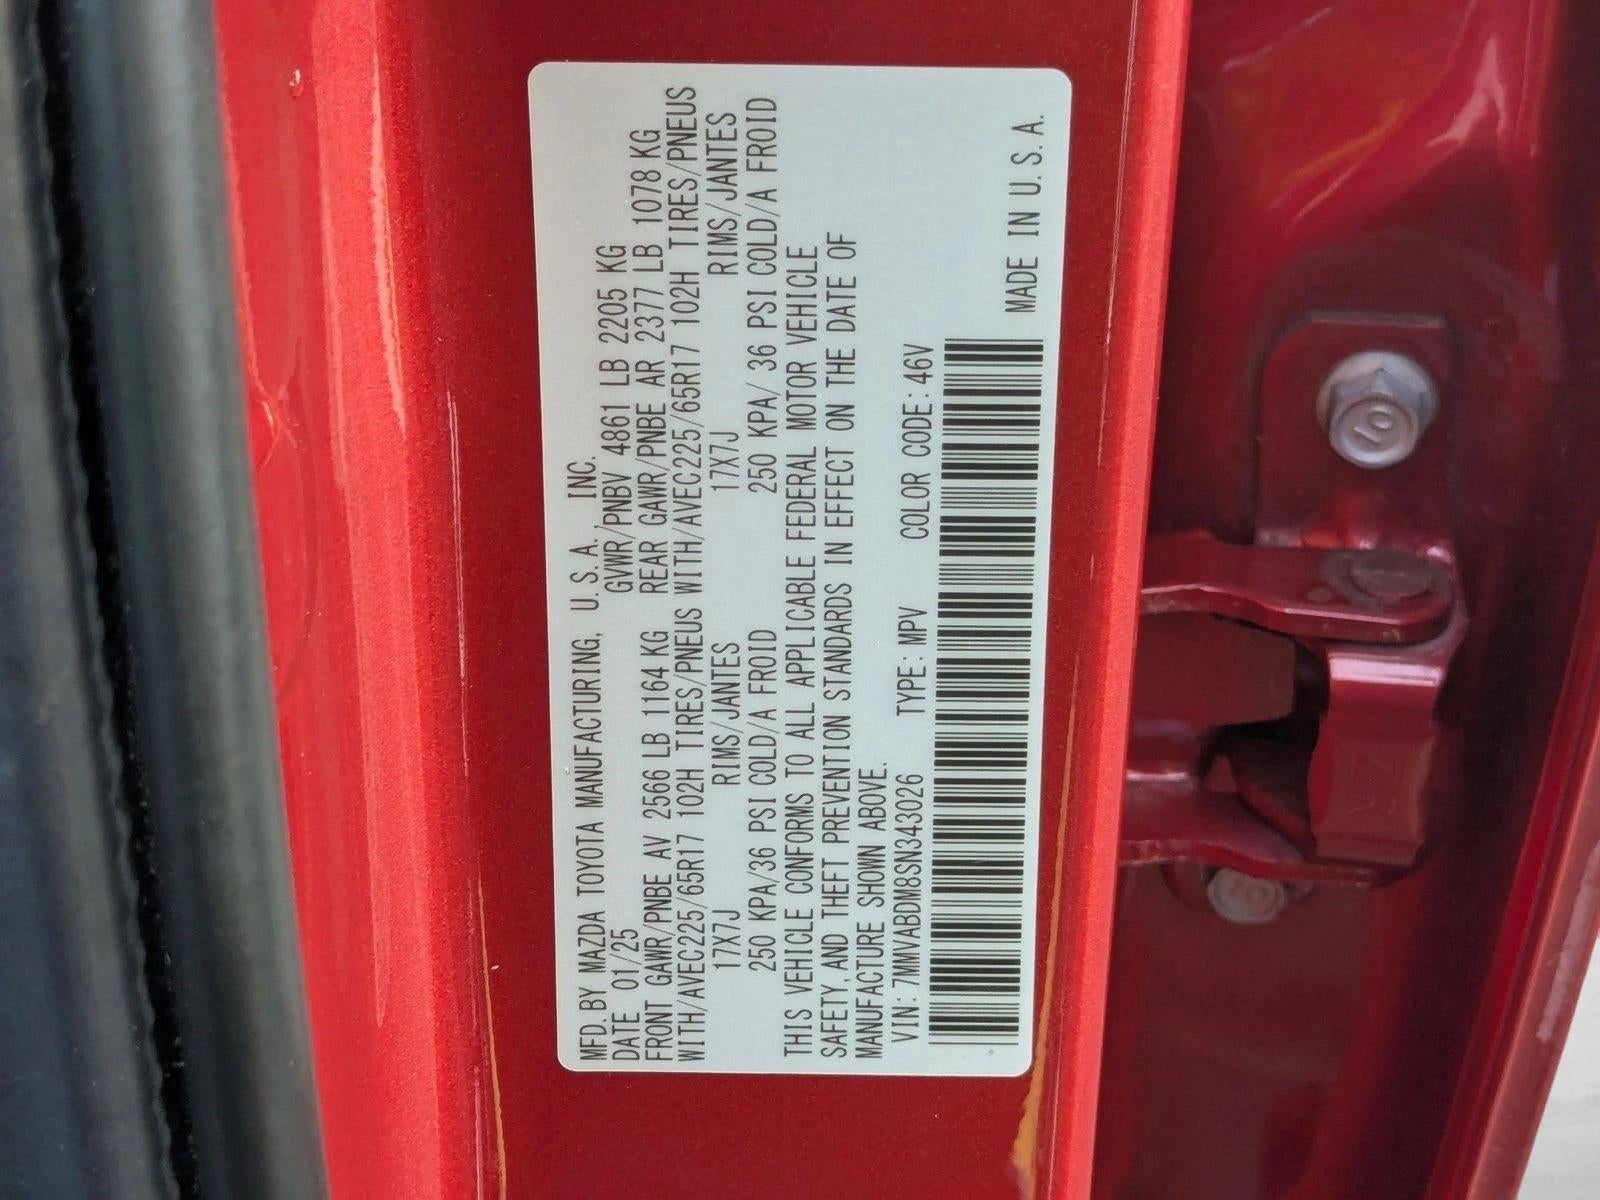 MFD. BY MAZDA TOYOTA MANUFACTURING, U.S.A. INC.
DATE 01/25 GVWR/PNBV 4861 LB 2205 KG
FRONT GAWR/PNBE AV 2566 LB 1164 KG REAR GAWR/PNBE AR 2377 LB 1078 KG
WITH/AVEC225/65R17 102H TIRES/PNEUS WITH/AVEC225/65R17 102H TIRES/PNEUS
17X7J RIMS/JANTES 17X7J RIMS/JANTES
250 KPA/36 PSI COLD/A FROID 250 KPA/ 36 PSI COLD/A FROID
THIS VEHICLE CONFORMS TO ALL APPLICABLE FEDERAL MOTOR VEHICLE
SAFETY, AND THEFT PREVENTION STANDARDS IN EFFECT ON THE DATE OF
MANUFACTURE SHOWN ABOVE.
VIN: 7MMVABDM8SN343026 TYPE: MPV COLOR CODE: 46V
MADE IN U.S.A.
10
10